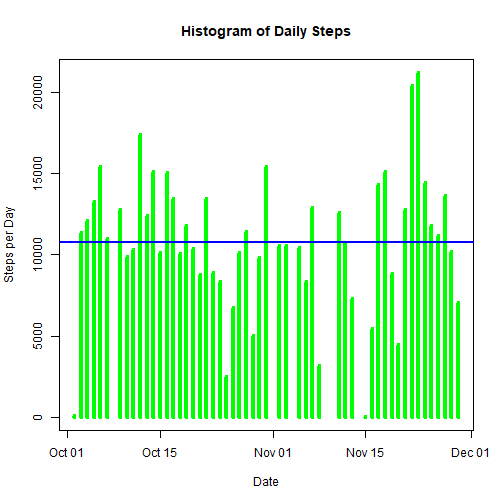 Histogram of Daily Steps
Steps per Day
20000
15000
10000
5000
0
Oct 01 Oct 15 Nov 01 Nov 15 Dec 01
Date